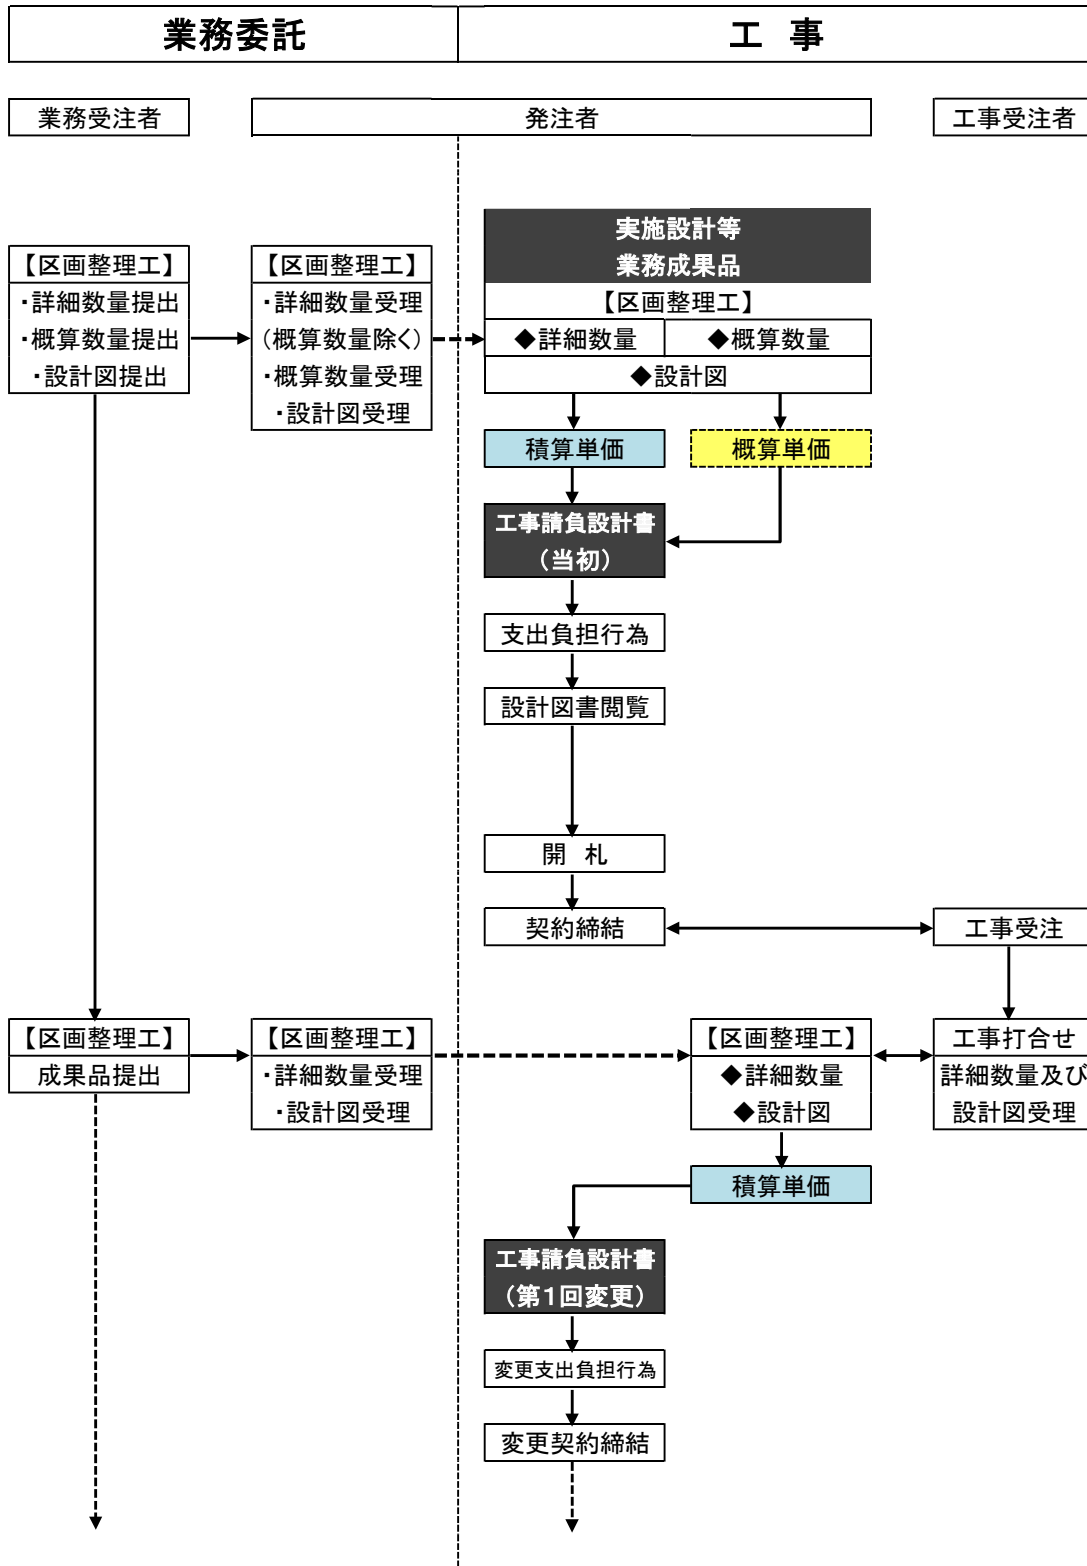 業務委託
工 事
業務受注者
発注者
工事受注者
実施設計等
業務成果品
【区画整理工】
・詳細数量提出
・概算数量提出
・設計図提出
【区画整理工】
・詳細数量受理
(概算数量除く)
・概算数量受理
・設計図受理
【区画整理工】
◆詳細数量
◆概算数量
◆設計図
積算単価
概算単価
工事請負設計書
(当初)
支出負担行為
設計図書閲覧
開 札
契約締結
工事受注
【区画整理工】
成果品提出
【区画整理工】
・詳細数量受理
・設計図受理
【区画整理工】
◆詳細数量
◆設計図
工事打合せ
詳細数量及び
設計図受理
積算単価
工事請負設計書
(第1回変更)
変更支出負担行為
変更契約締結